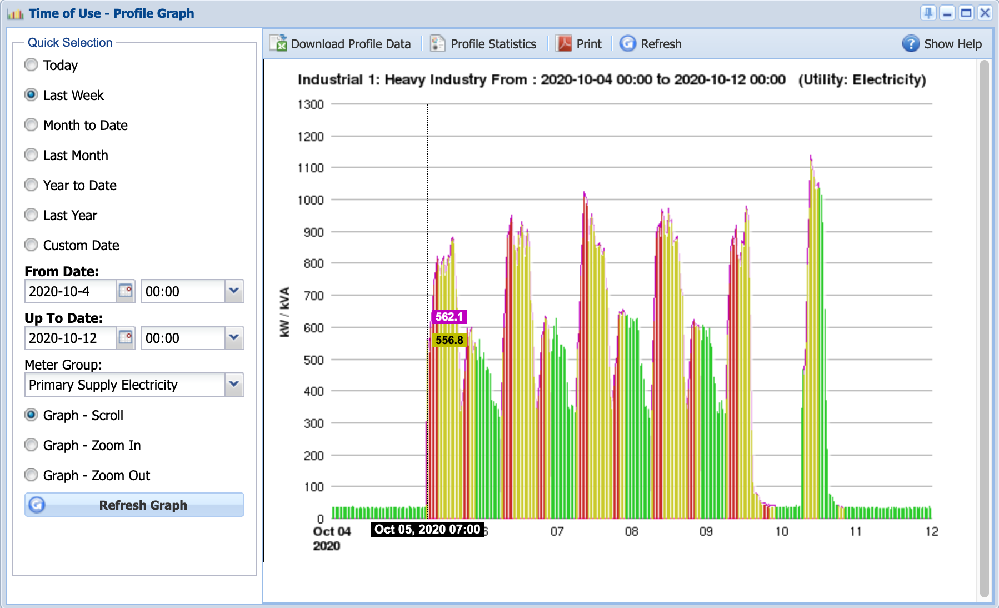 Time of Use - Profile Graph
Quick Selection
Today
Last Week
Month to Date
Last Month
Year to Date
Last Year
Custom Date
From Date:
2020-10-4 00:00
Up To Date:
2020-10-12 00:00
Meter Group:
Primary Supply Electricity
Graph - Scroll
Graph - Zoom In
Graph - Zoom Out
Refresh Graph
Download Profile Data Profile Statistics Print Refresh Show Help
Industrial 1: Heavy Industry From : 2020-10-04 00:00 to 2020-10-12 00:00 (Utility: Electricity)
kW / kVA
1300
1200
1100
1000
900
800
700
600
500
400
300
200
100
0
562.1
556.8
Oct 04 Oct 05, 2020 07:00 6 07 08 09 10 11 12
2020